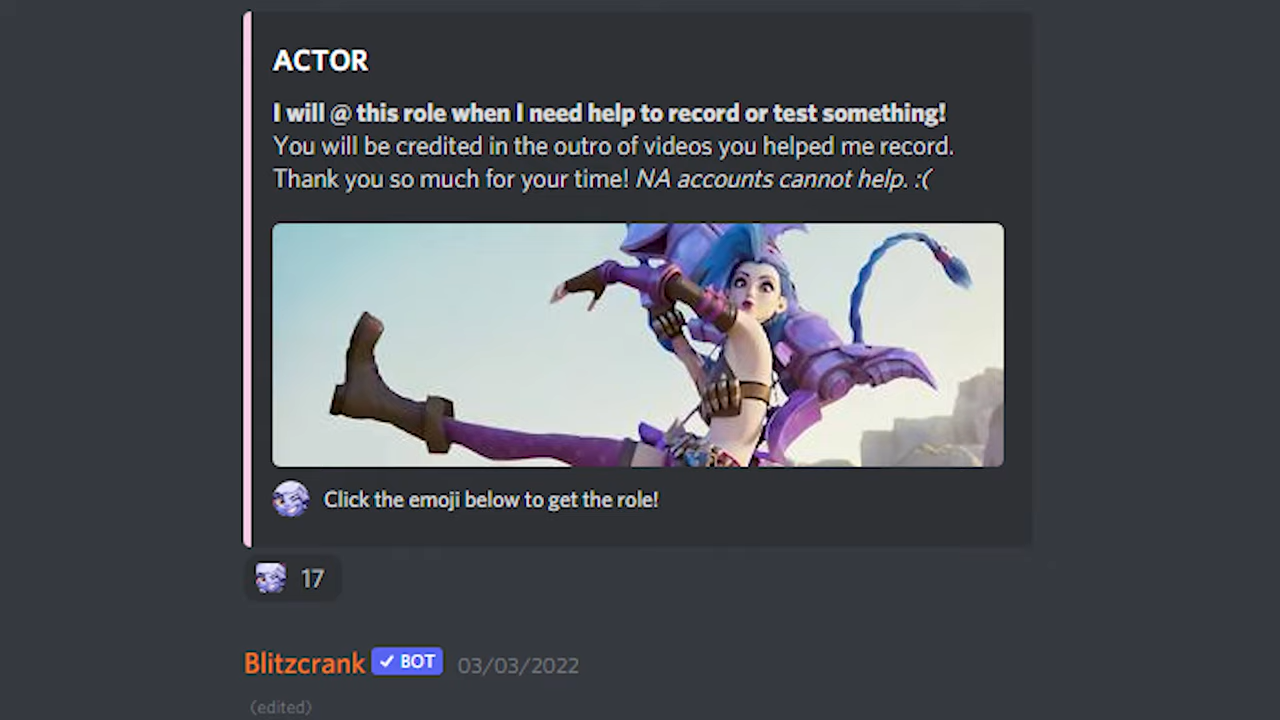 ACTOR
I will @ this role when I need help to record or test something!
You will be credited in the outro of videos you helped me record.
Thank you so much for your time! NA accounts cannot help. :(
Click the emoji below to get the role!
17
Blitzcrank ✓ BOT 03/03/2022
(edited)